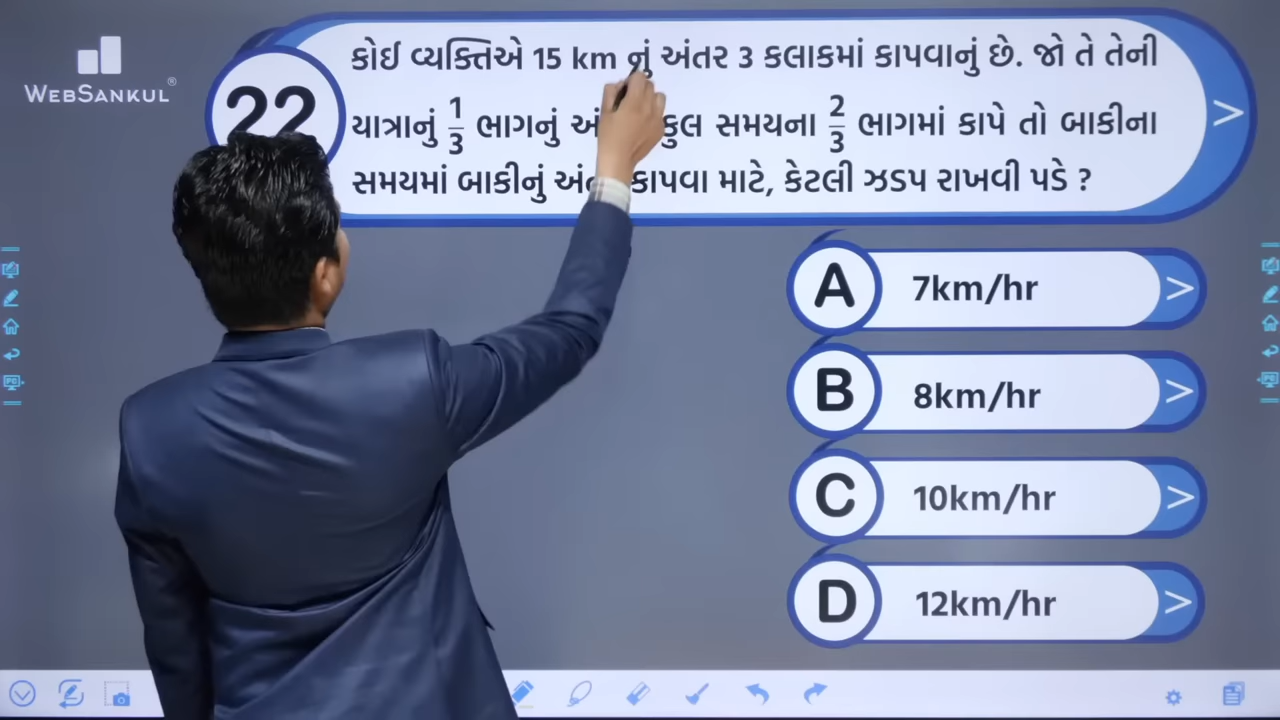 WEBSANKUL®
22
કોઈ વ્યક્તિએ 15 km નું અંતર 3 કલાકમાં કાપવાનું છે. જો તે તેની
યાત્રાનું 1/3 ભાગનું કુલ સમયના 2/3 ભાગમાં કાપે તો બાકીના
સમયમાં બાકીનું કાપવા માટે, કેટલી ઝડપ રાખવી પડે ?
A 7km/hr
B 8km/hr
C 10km/hr
D 12km/hr